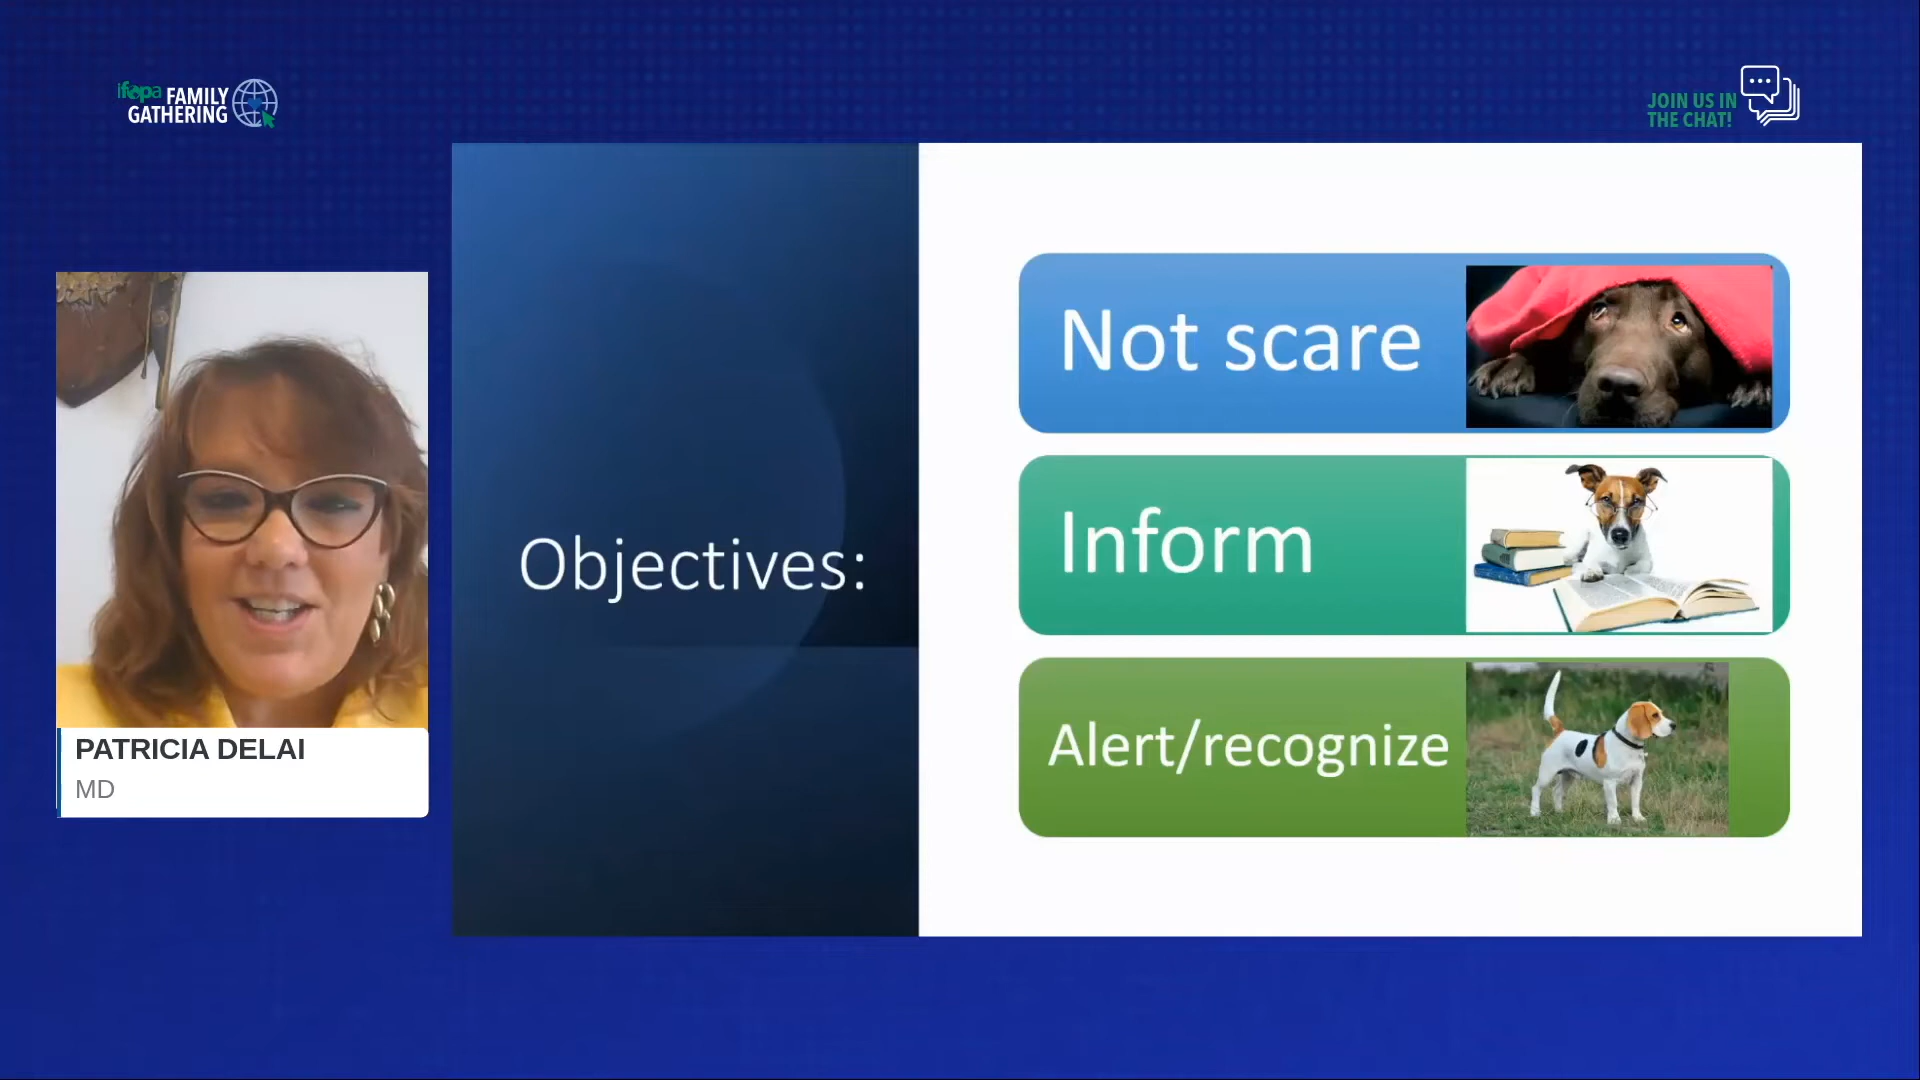 ifopa FAMILY
GATHERING
JOIN US IN
THE CHAT!
Objectives:
Not scare
Inform
Alert/recognize
PATRICIA DELAI
MD